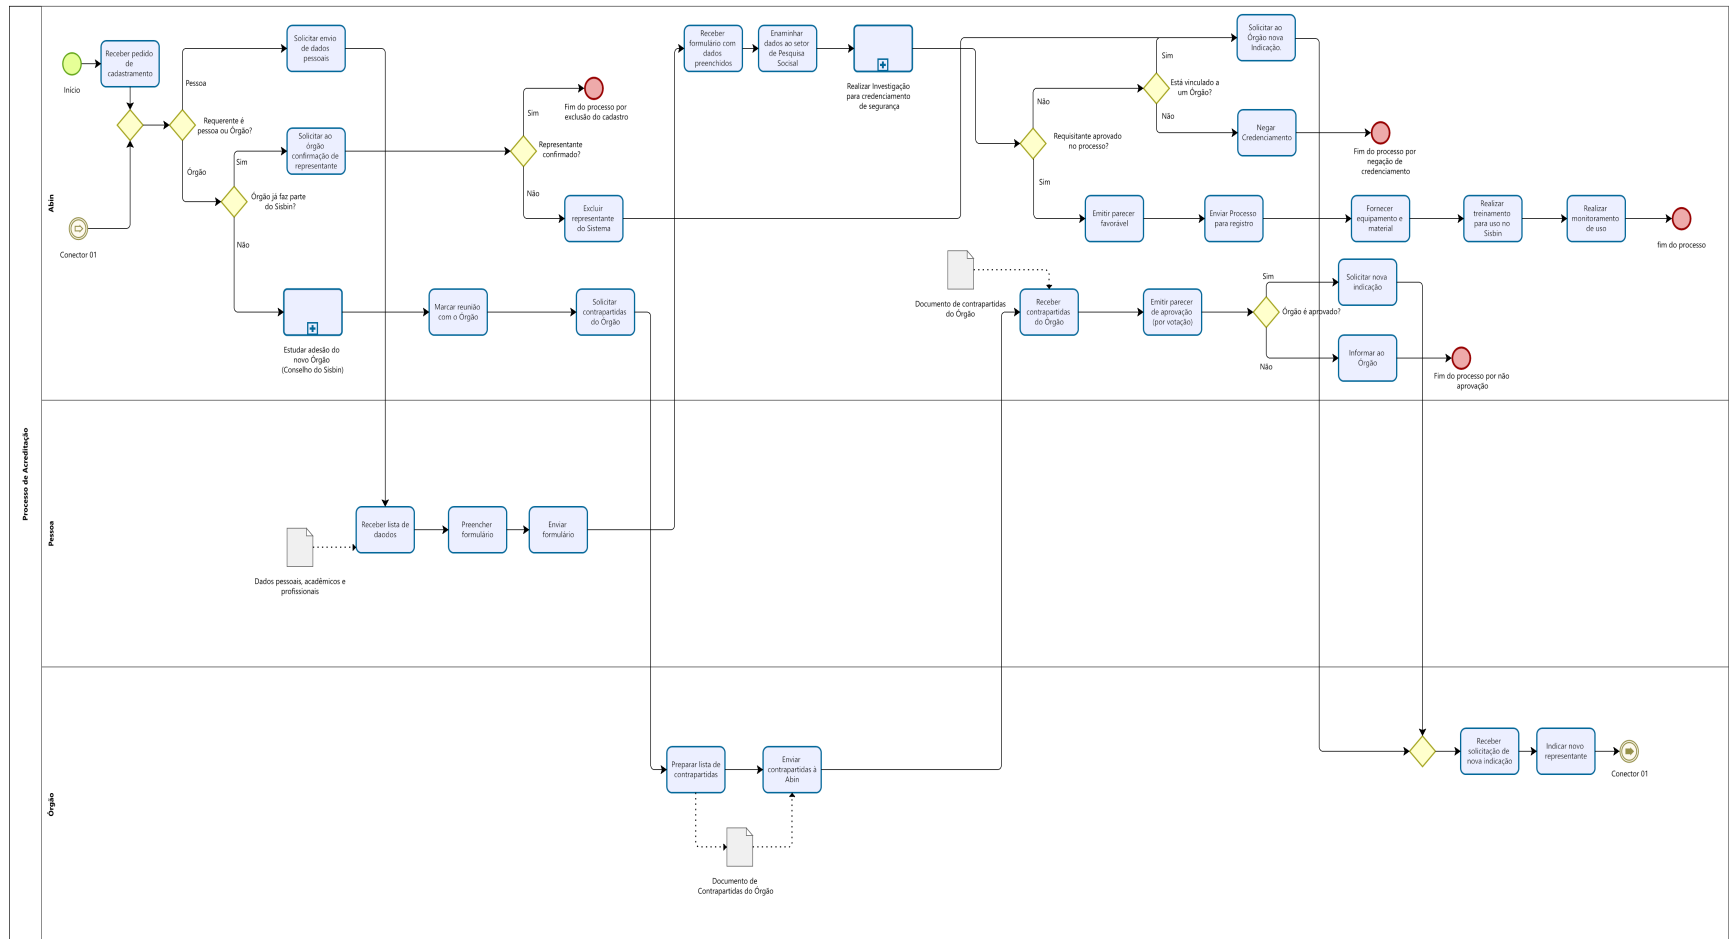 Processo de Acreditação
Abin
Início
Receber pedido
de
cadastramento
Conector 01
Requerente é
pessoa ou Órgão?
Pessoa
Órgão
Solicitar envio
de dados
pessoais
Órgão já faz parte
do Sisbin?
Sim
Não
Solicitar ao
órgão
confirmação de
representante
Estudar adesão do
novo Órgão
(Conselho do Sisbin)
Marcar reunião
com o Órgão
Solicitar
contrapartidas
do Órgão
Representante
confirmado?
Sim
Fim do processo por
exclusão do cadastro
Não
Excluir
representante
do Sistema
Receber
formulário com
dados
preenchidos
Enaminhar
dados ao setor
de Pesquisa
Socisal
Realizar Investigação
para credenciamento
de segurança
Requisitante aprovado
no processo?
Não
Sim
Está vinculado a
um Órgão?
Sim
Não
Solicitar ao
Órgão nova
Indicação.
Negar
Credenciamento
Fim do processo por
negação de
credenciamento
Emitir parecer
favorável
Enviar Processo
para registro
Fornecer
equipamento e
material
Realizar
treinamento
para uso no
Sisbin
Realizar
monitoramento
de uso
fim do processo
Documento de contrapartidas
do Órgão
Receber
contrapartidas
do Órgão
Emitir parecer
de aprovação
(por votação)
Órgão é aprovado?
Sim
Não
Solicitar nova
indicação
Informar ao
Órgão
Fim do processo por não
aprovação
Pessoa
Dados pessoais, acadêmicos e
profissionais
Receber lista de
daodos
Preencher
formulário
Enviar
formulário
Órgão
Preparar lista de
contrapartidas
Enviar
contrapartidas à
Abin
Documento de
Contrapartidas do Órgão
Receber
solicitação de
nova indicação
Indicar novo
representante
Conector 01